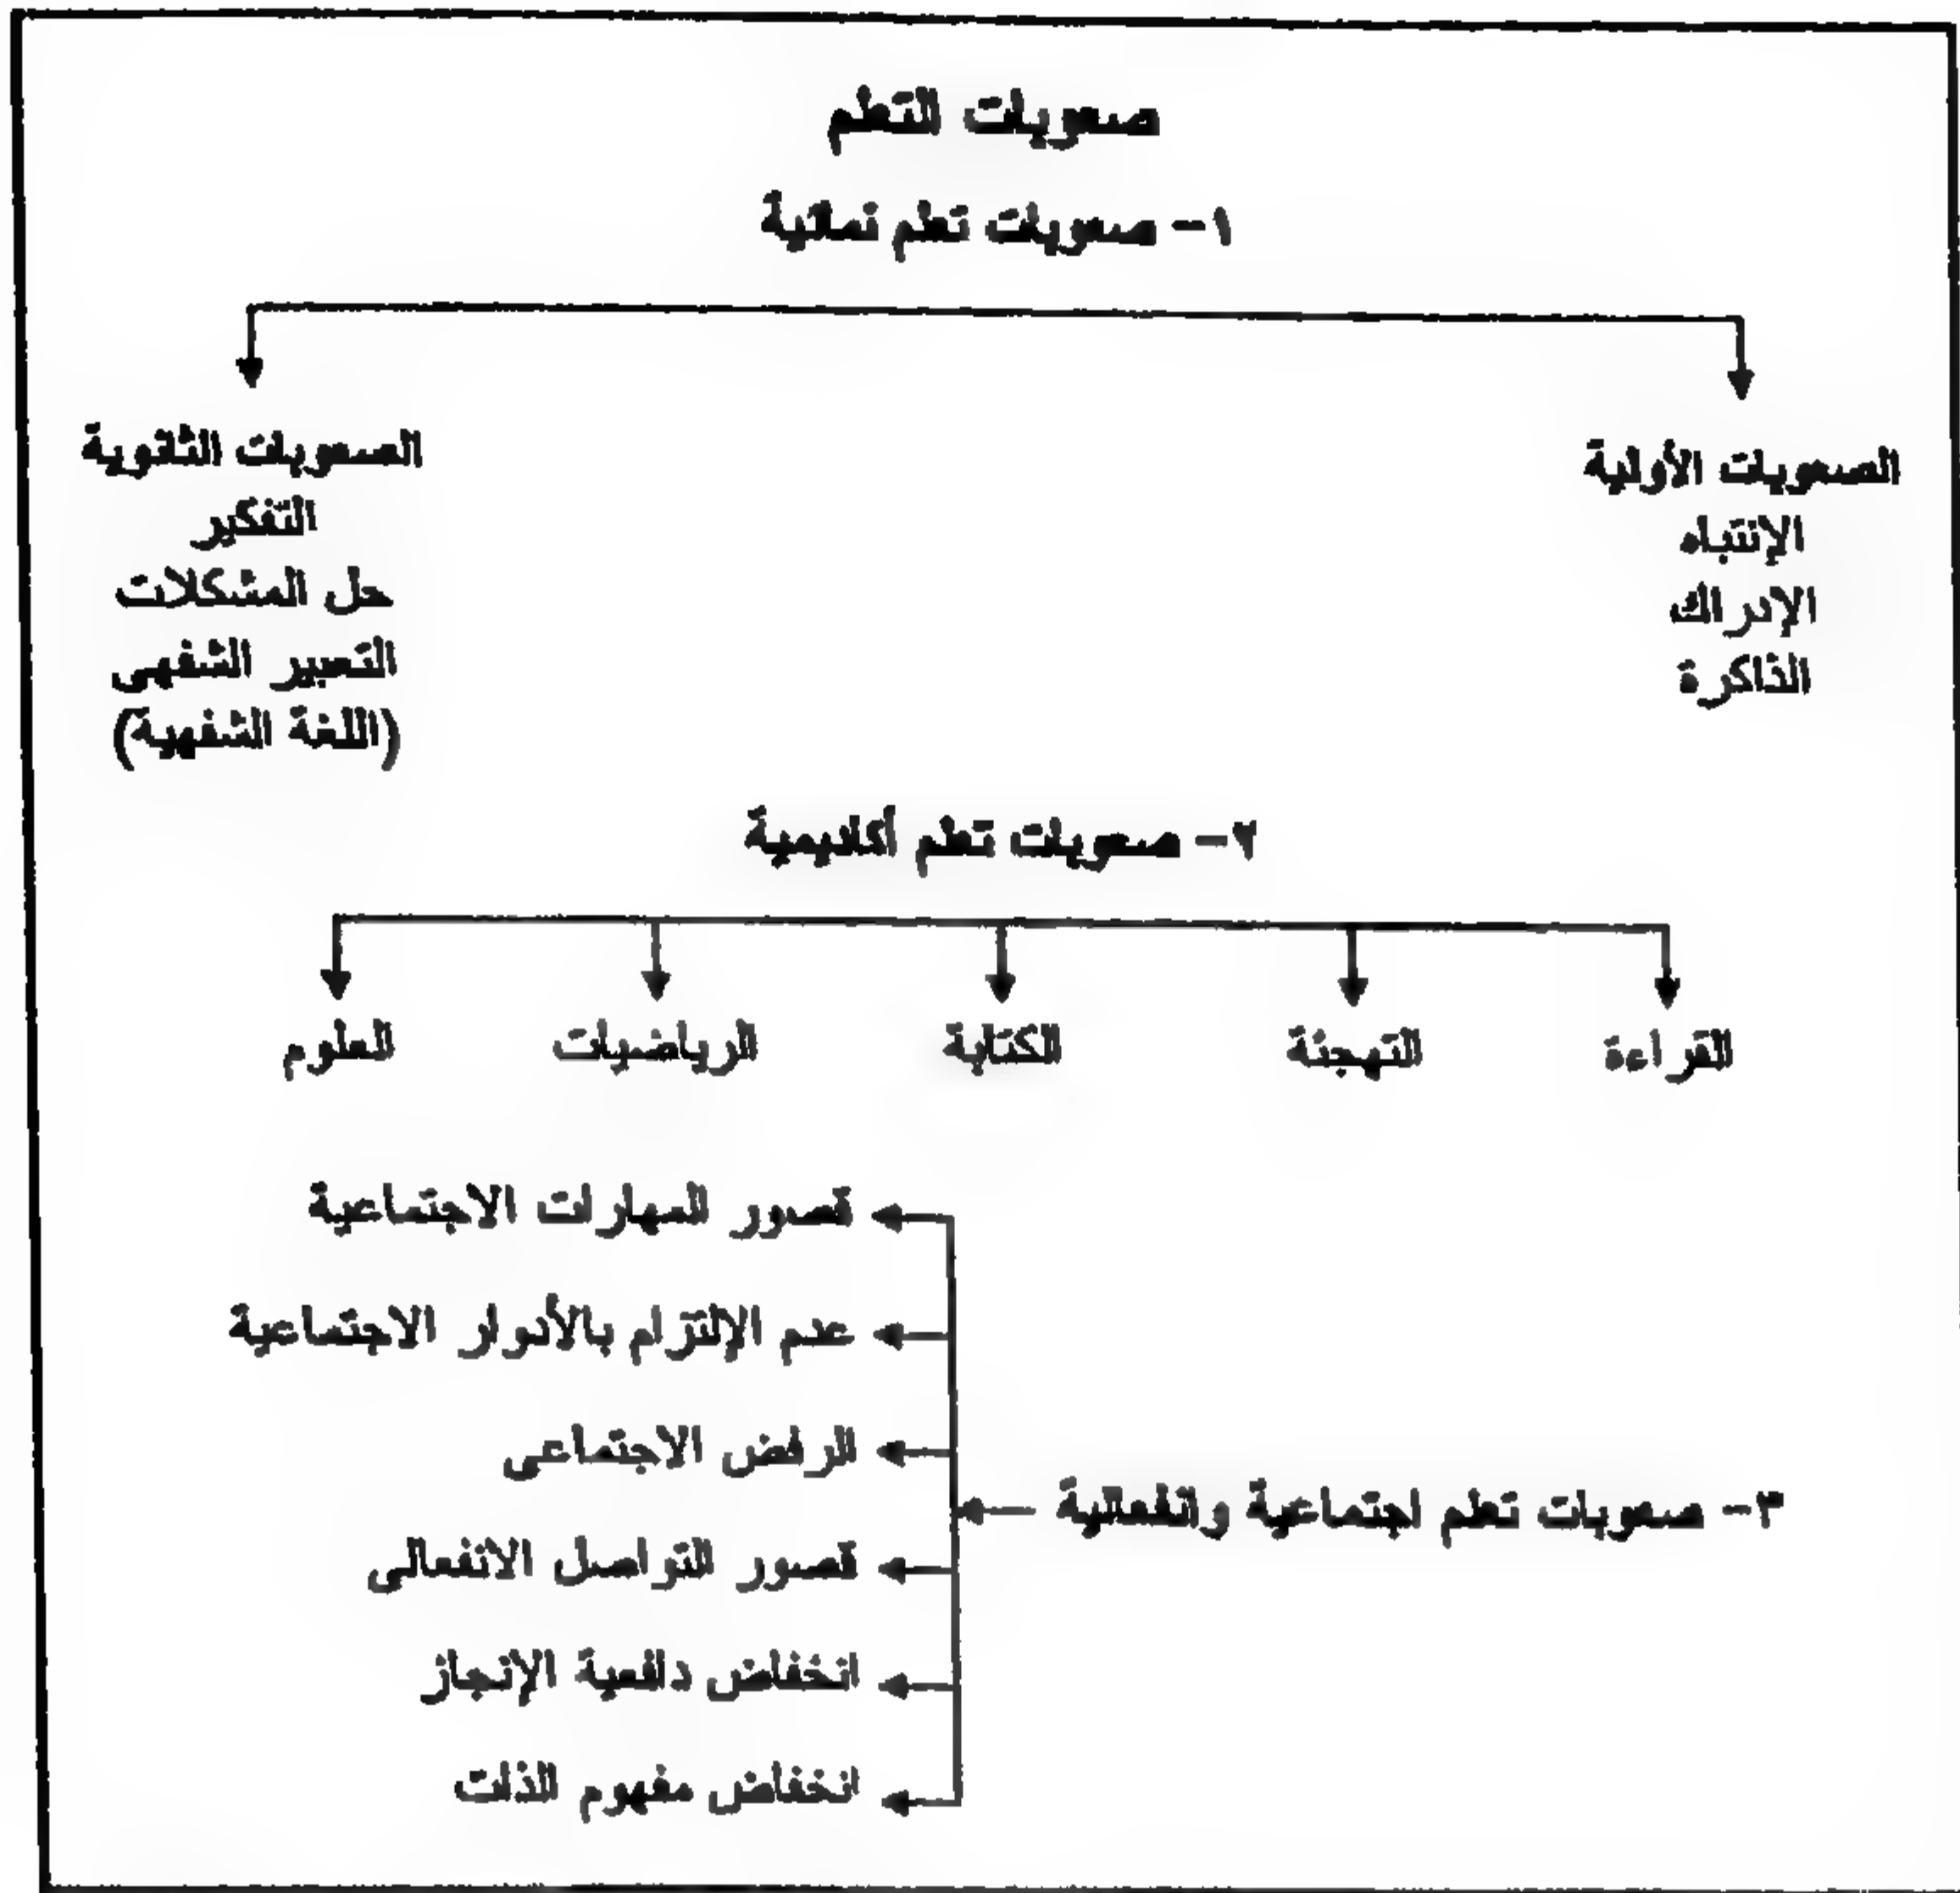 صعوبات التعلم
١- صعوبات تعلم نمائية
الصعوبات الأولية
الإنتباه
الإدراك
الذاكرة
الصعوبات الثانوية
التفكير
حل المشكلات
التعبير الشفهى
(اللغة الشفهية)
٢- صعوبات تعلم أكاديمية
القراءة
التهجئة
الكتابة
الرياضيات
العلوم
٣- صعوبات تعلم اجتماعية وانفعالية
قصور المهارات الاجتماعية
عدم الإلتزام بالأدوار الاجتماعية
الرفض الاجتماعى
قصور التواصل الانفعالى
انخفاض دافعية الإنجاز
انخفاض مفهوم الذات